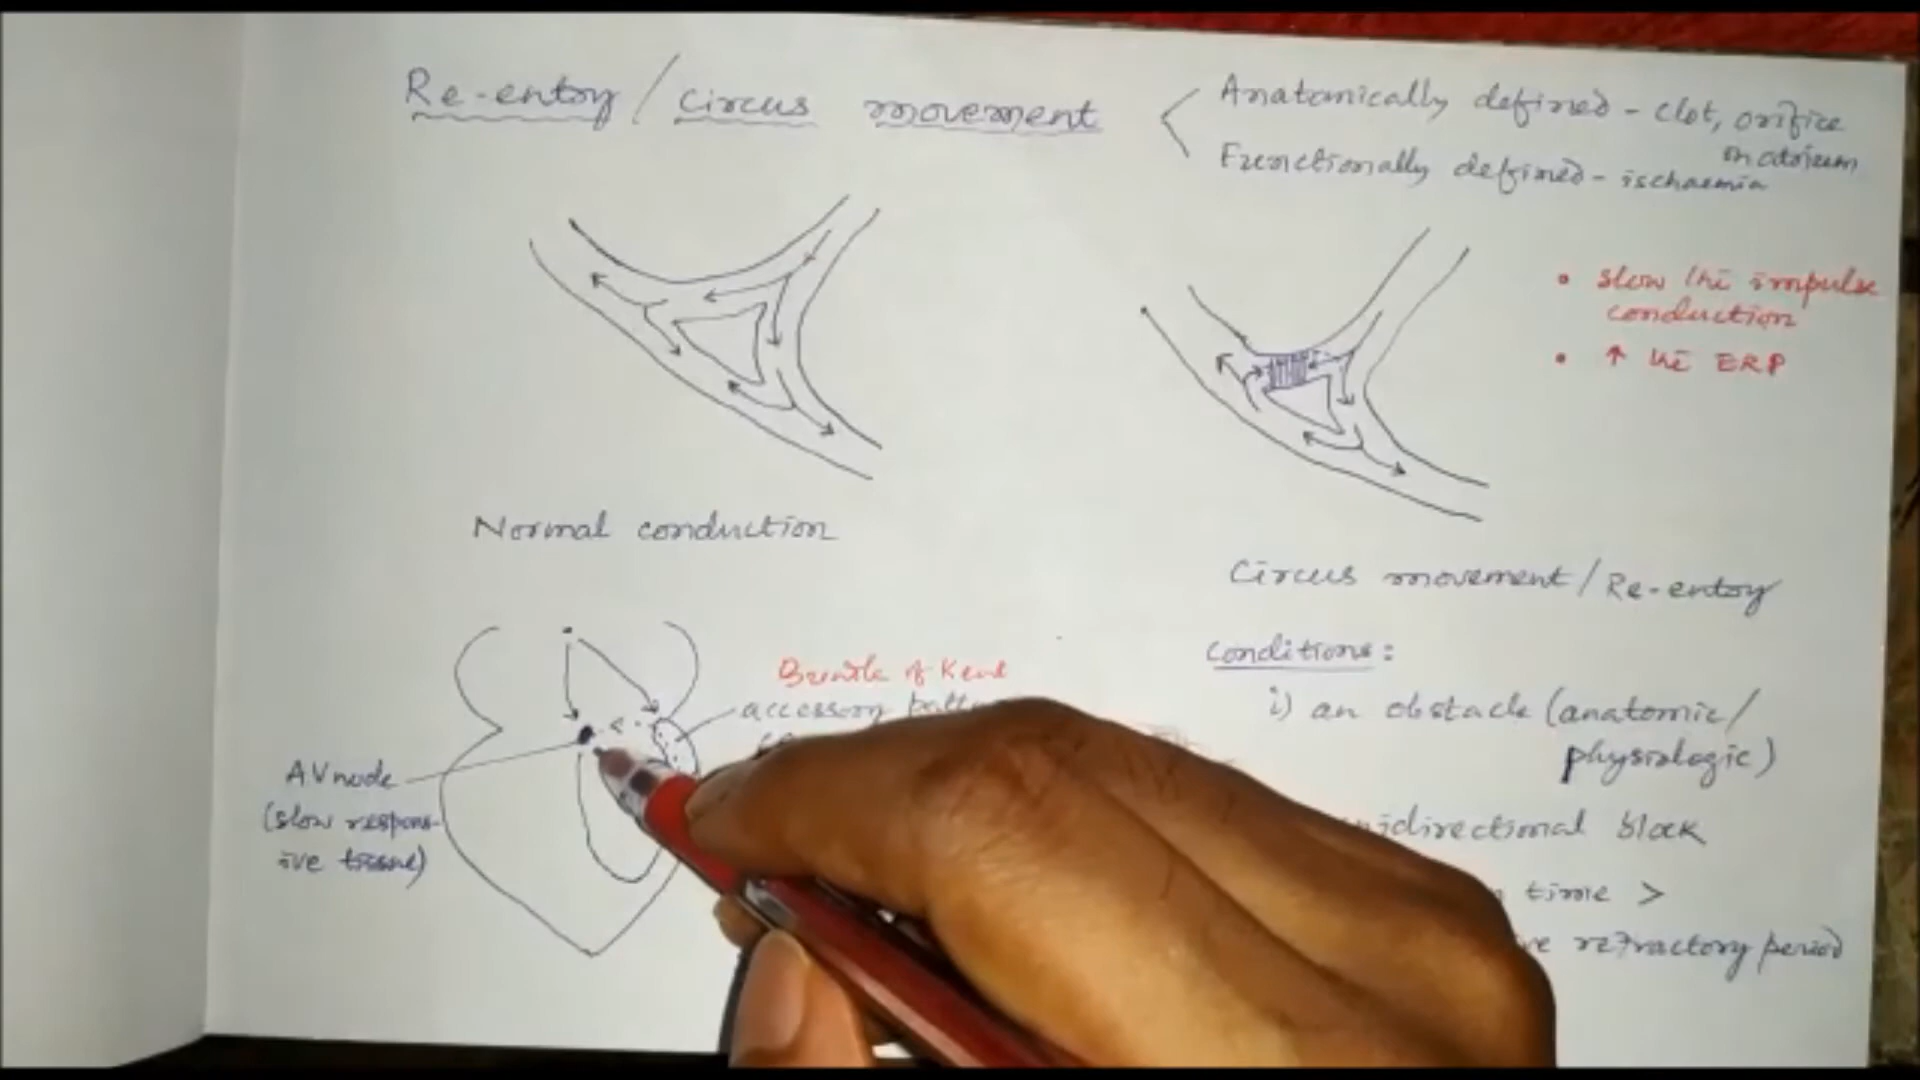 Re-entry / circus movement
Anatomically defined - clot, orifice
in atrium
Functionally defined - ischaemia
• slow the impulse
conduction
• ↑ the ERP
Normal conduction
Circus movement / Re-entry
Bundle of Kent
accessory
AV node
(slow respons-
ive tissue)
Conditions:
i) an obstacle (anatomic/
physiologic)
block
time >
refractory period